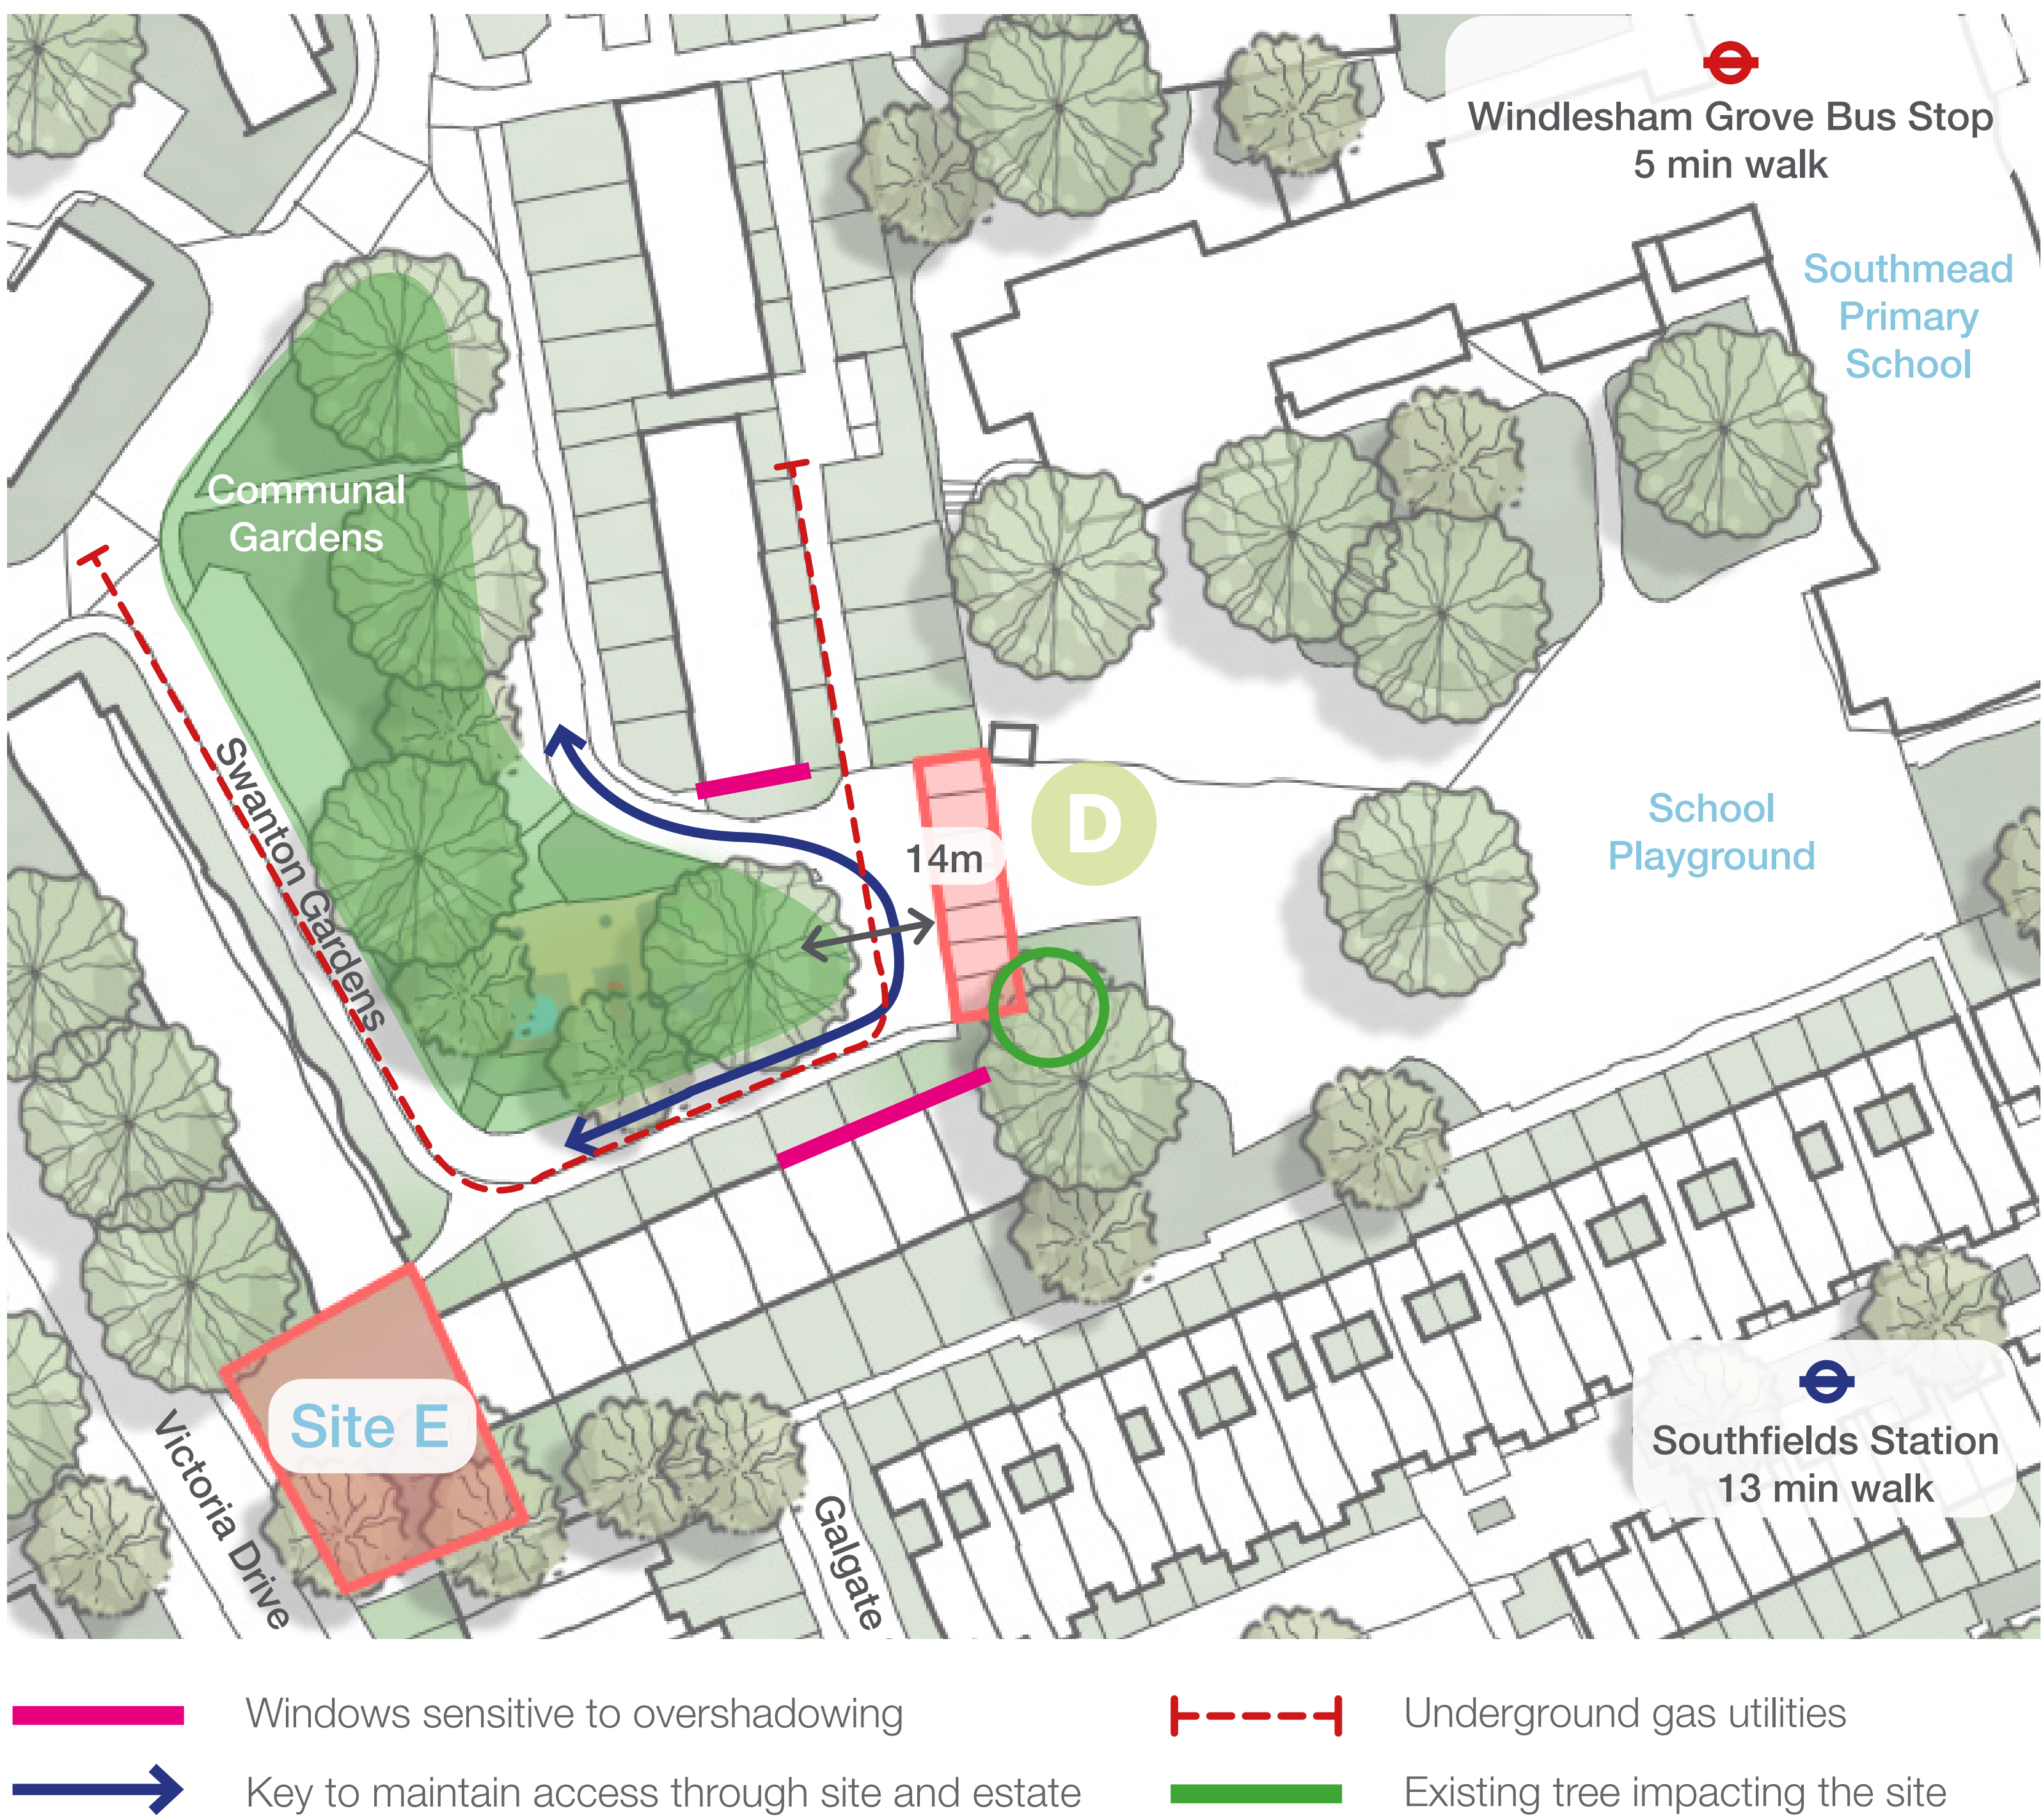 Windlesham Grove Bus Stop
5 min walk
Southmead
Primary
School
Communal
Gardens
Swanton Gardens
14m
D
School
Playground
Site E
Victoria Drive
Galgate
Southfields Station
13 min walk
Windows sensitive to overshadowing
Underground gas utilities
Key to maintain access through site and estate
Existing tree impacting the site